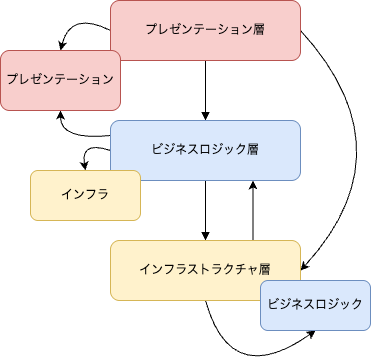 プレゼンテーション層
プレゼンテーション
ビジネスロジック層
インフラ
インフラストラクチャ層
ビジネスロジック